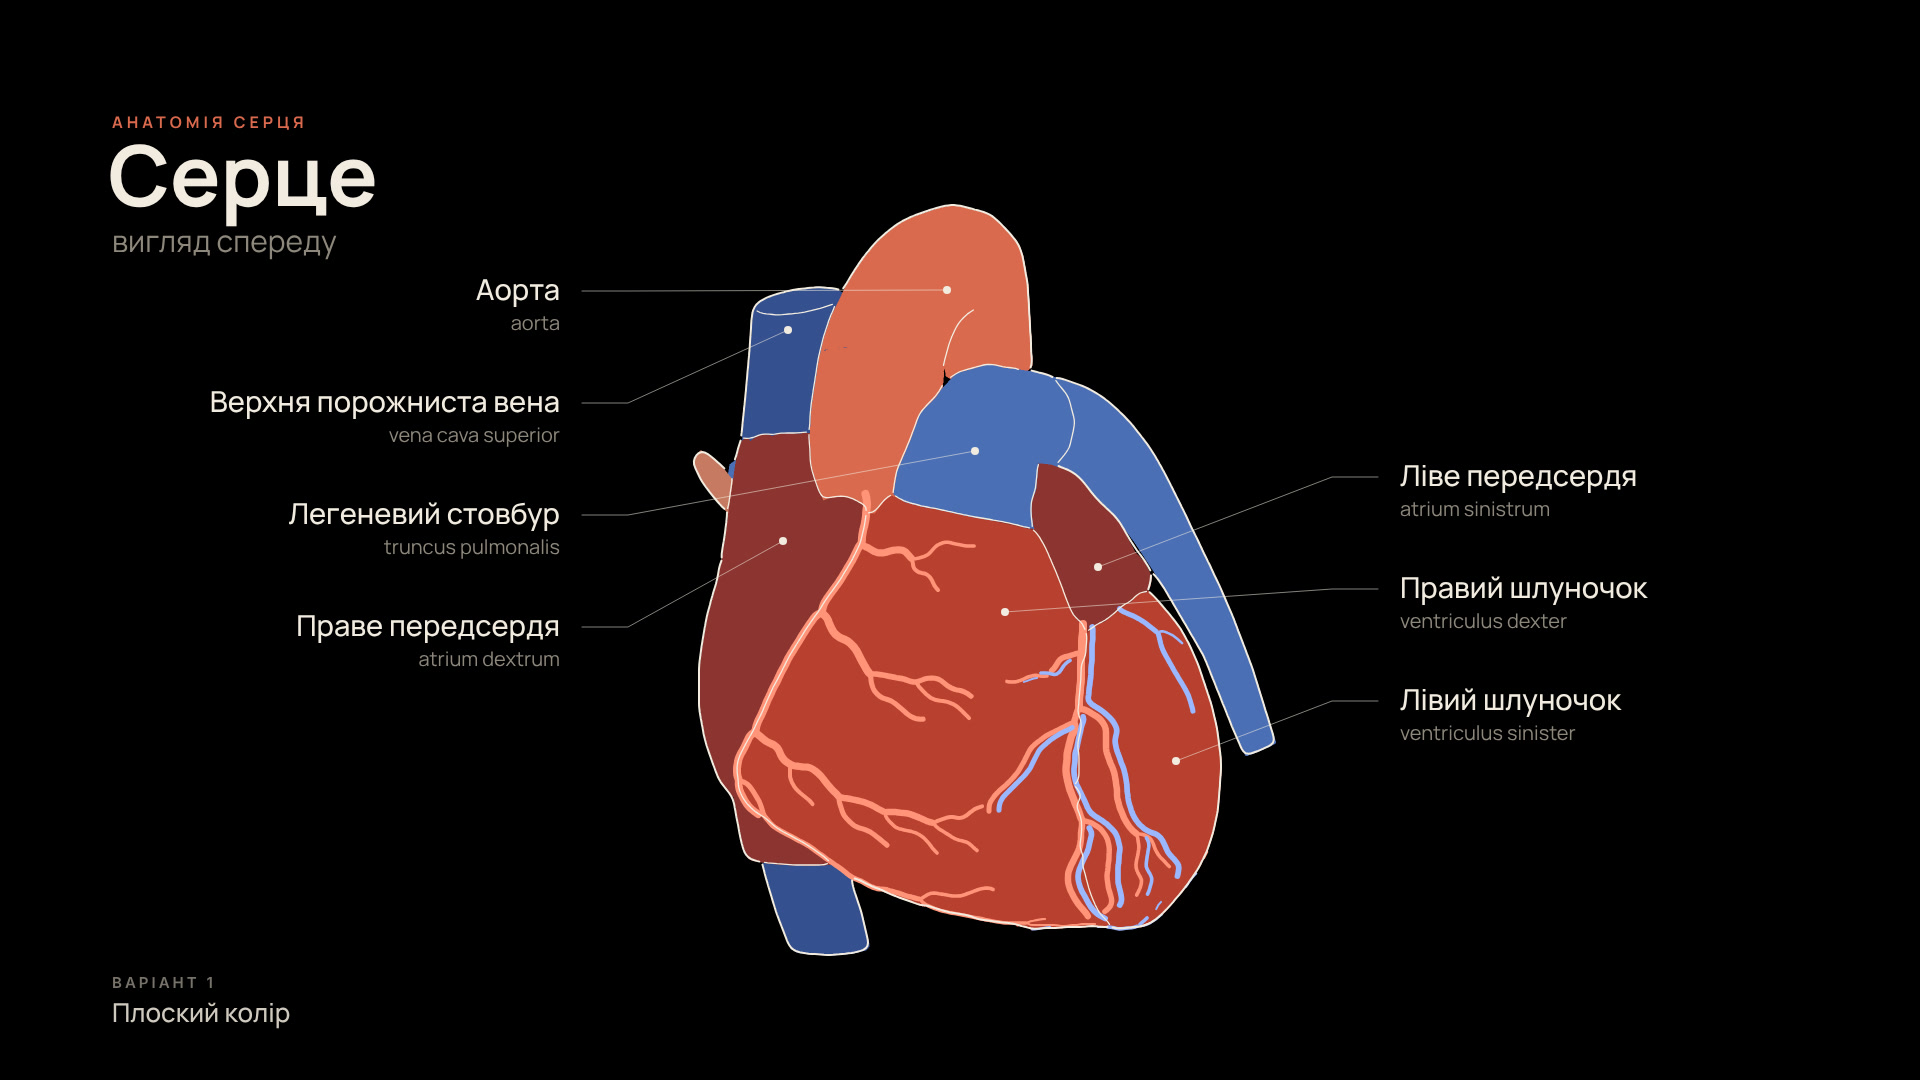 АНАТОМІЯ СЕРЦЯ
Серце
вигляд спереду
Аорта
aorta
Верхня порожниста вена
vena cava superior
Легеневий стовбур
truncus pulmonalis
Праве передсердя
atrium dextrum
Ліве передсердя
atrium sinistrum
Правий шлуночок
ventriculus dexter
Лівий шлуночок
ventriculus sinister
ВАРІАНТ 1
Плоский колір